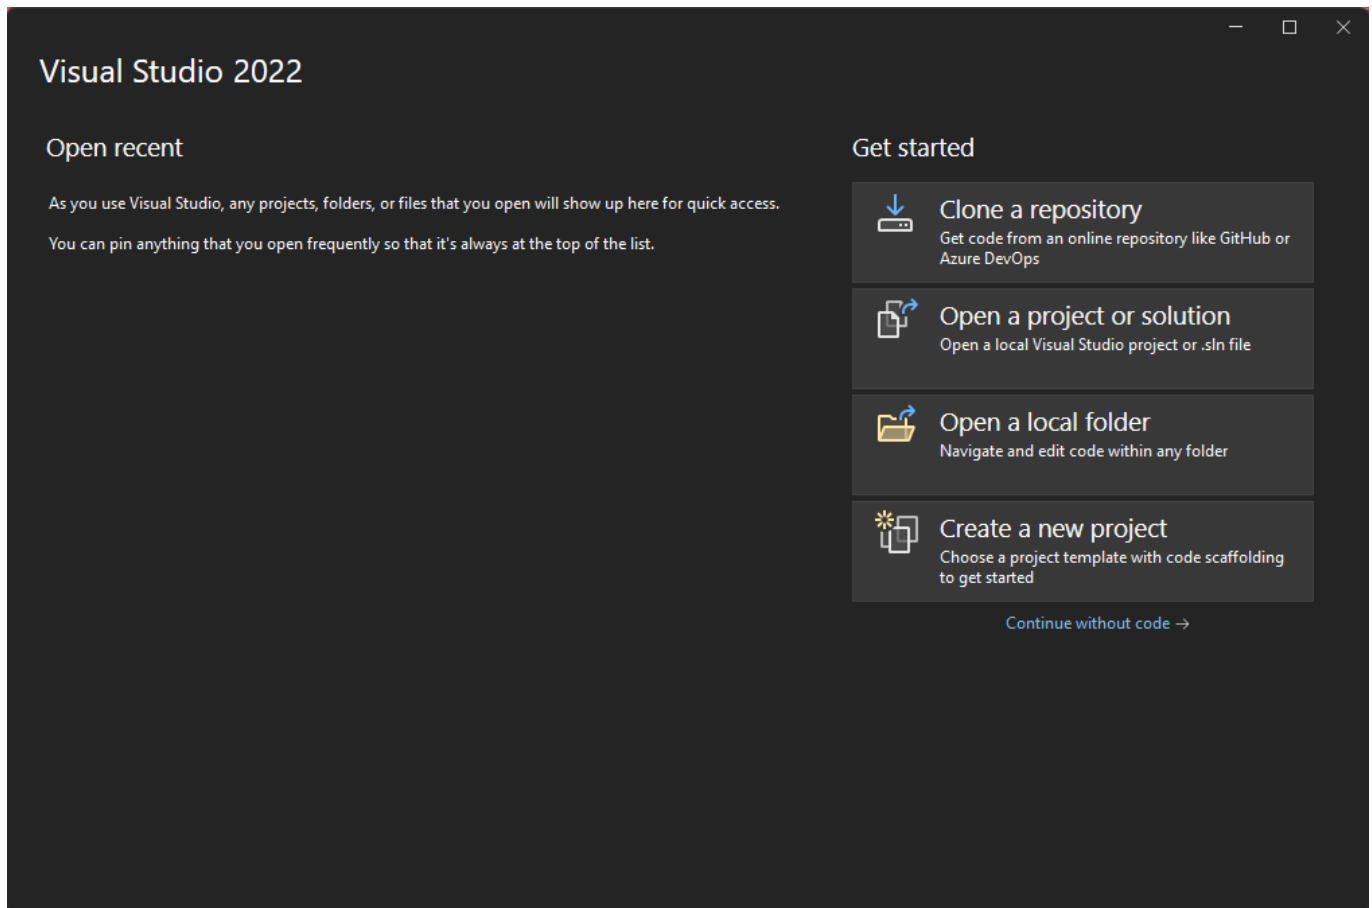 Visual Studio 2022
Open recent
As you use Visual Studio, any projects, folders, or files that you open will show up here for quick access.
You can pin anything that you open frequently so that it's always at the top of the list.
Get started
Clone a repository
Get code from an online repository like GitHub or
Azure DevOps
Open a project or solution
Open a local Visual Studio project or .sln file
Open a local folder
Navigate and edit code within any folder
Create a new project
Choose a project template with code scaffolding
to get started
Continue without code →